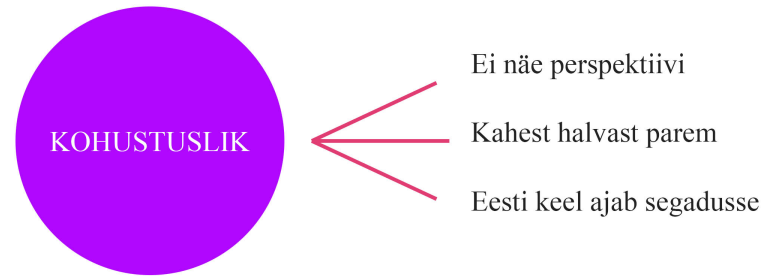 KOHUSTUSLIK
Ei näe perspektiivi
Kahest halvast parem
Eesti keel ajab segadusse